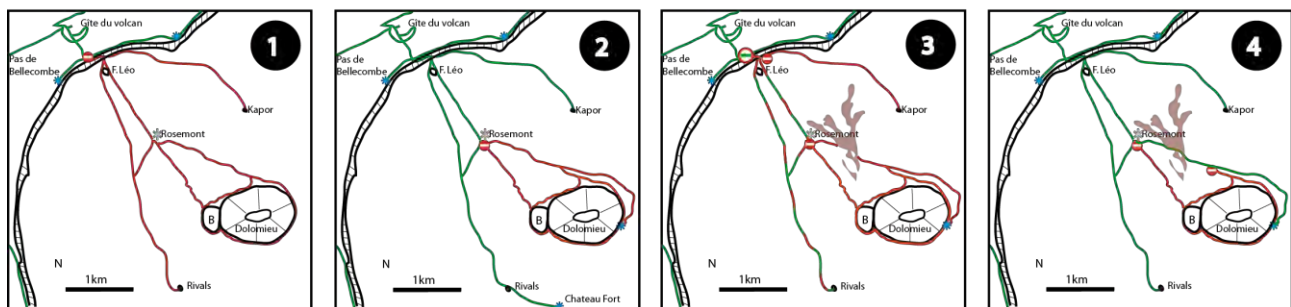 1
Gîte du volcan
Pas de
Bellecombe
F. Léo
Kapor
Rosemont
B
Dolomieu
N
1km
Rivals
2
Gîte du volcan
Pas de
Bellecombe
F. Léo
Kapor
Rosemont
B
Dolomieu
N
1km
Rivals
Chateau Fort
3
Gîte du volcan
Pas de
Bellecombe
F. Léo
Kapor
Rosemont
B
Dolomieu
N
1km
Rivals
4
Gîte du volcan
Pas de
Bellecombe
F. Léo
Kapor
Rosemont
B
Dolomieu
N
1km
Rivals